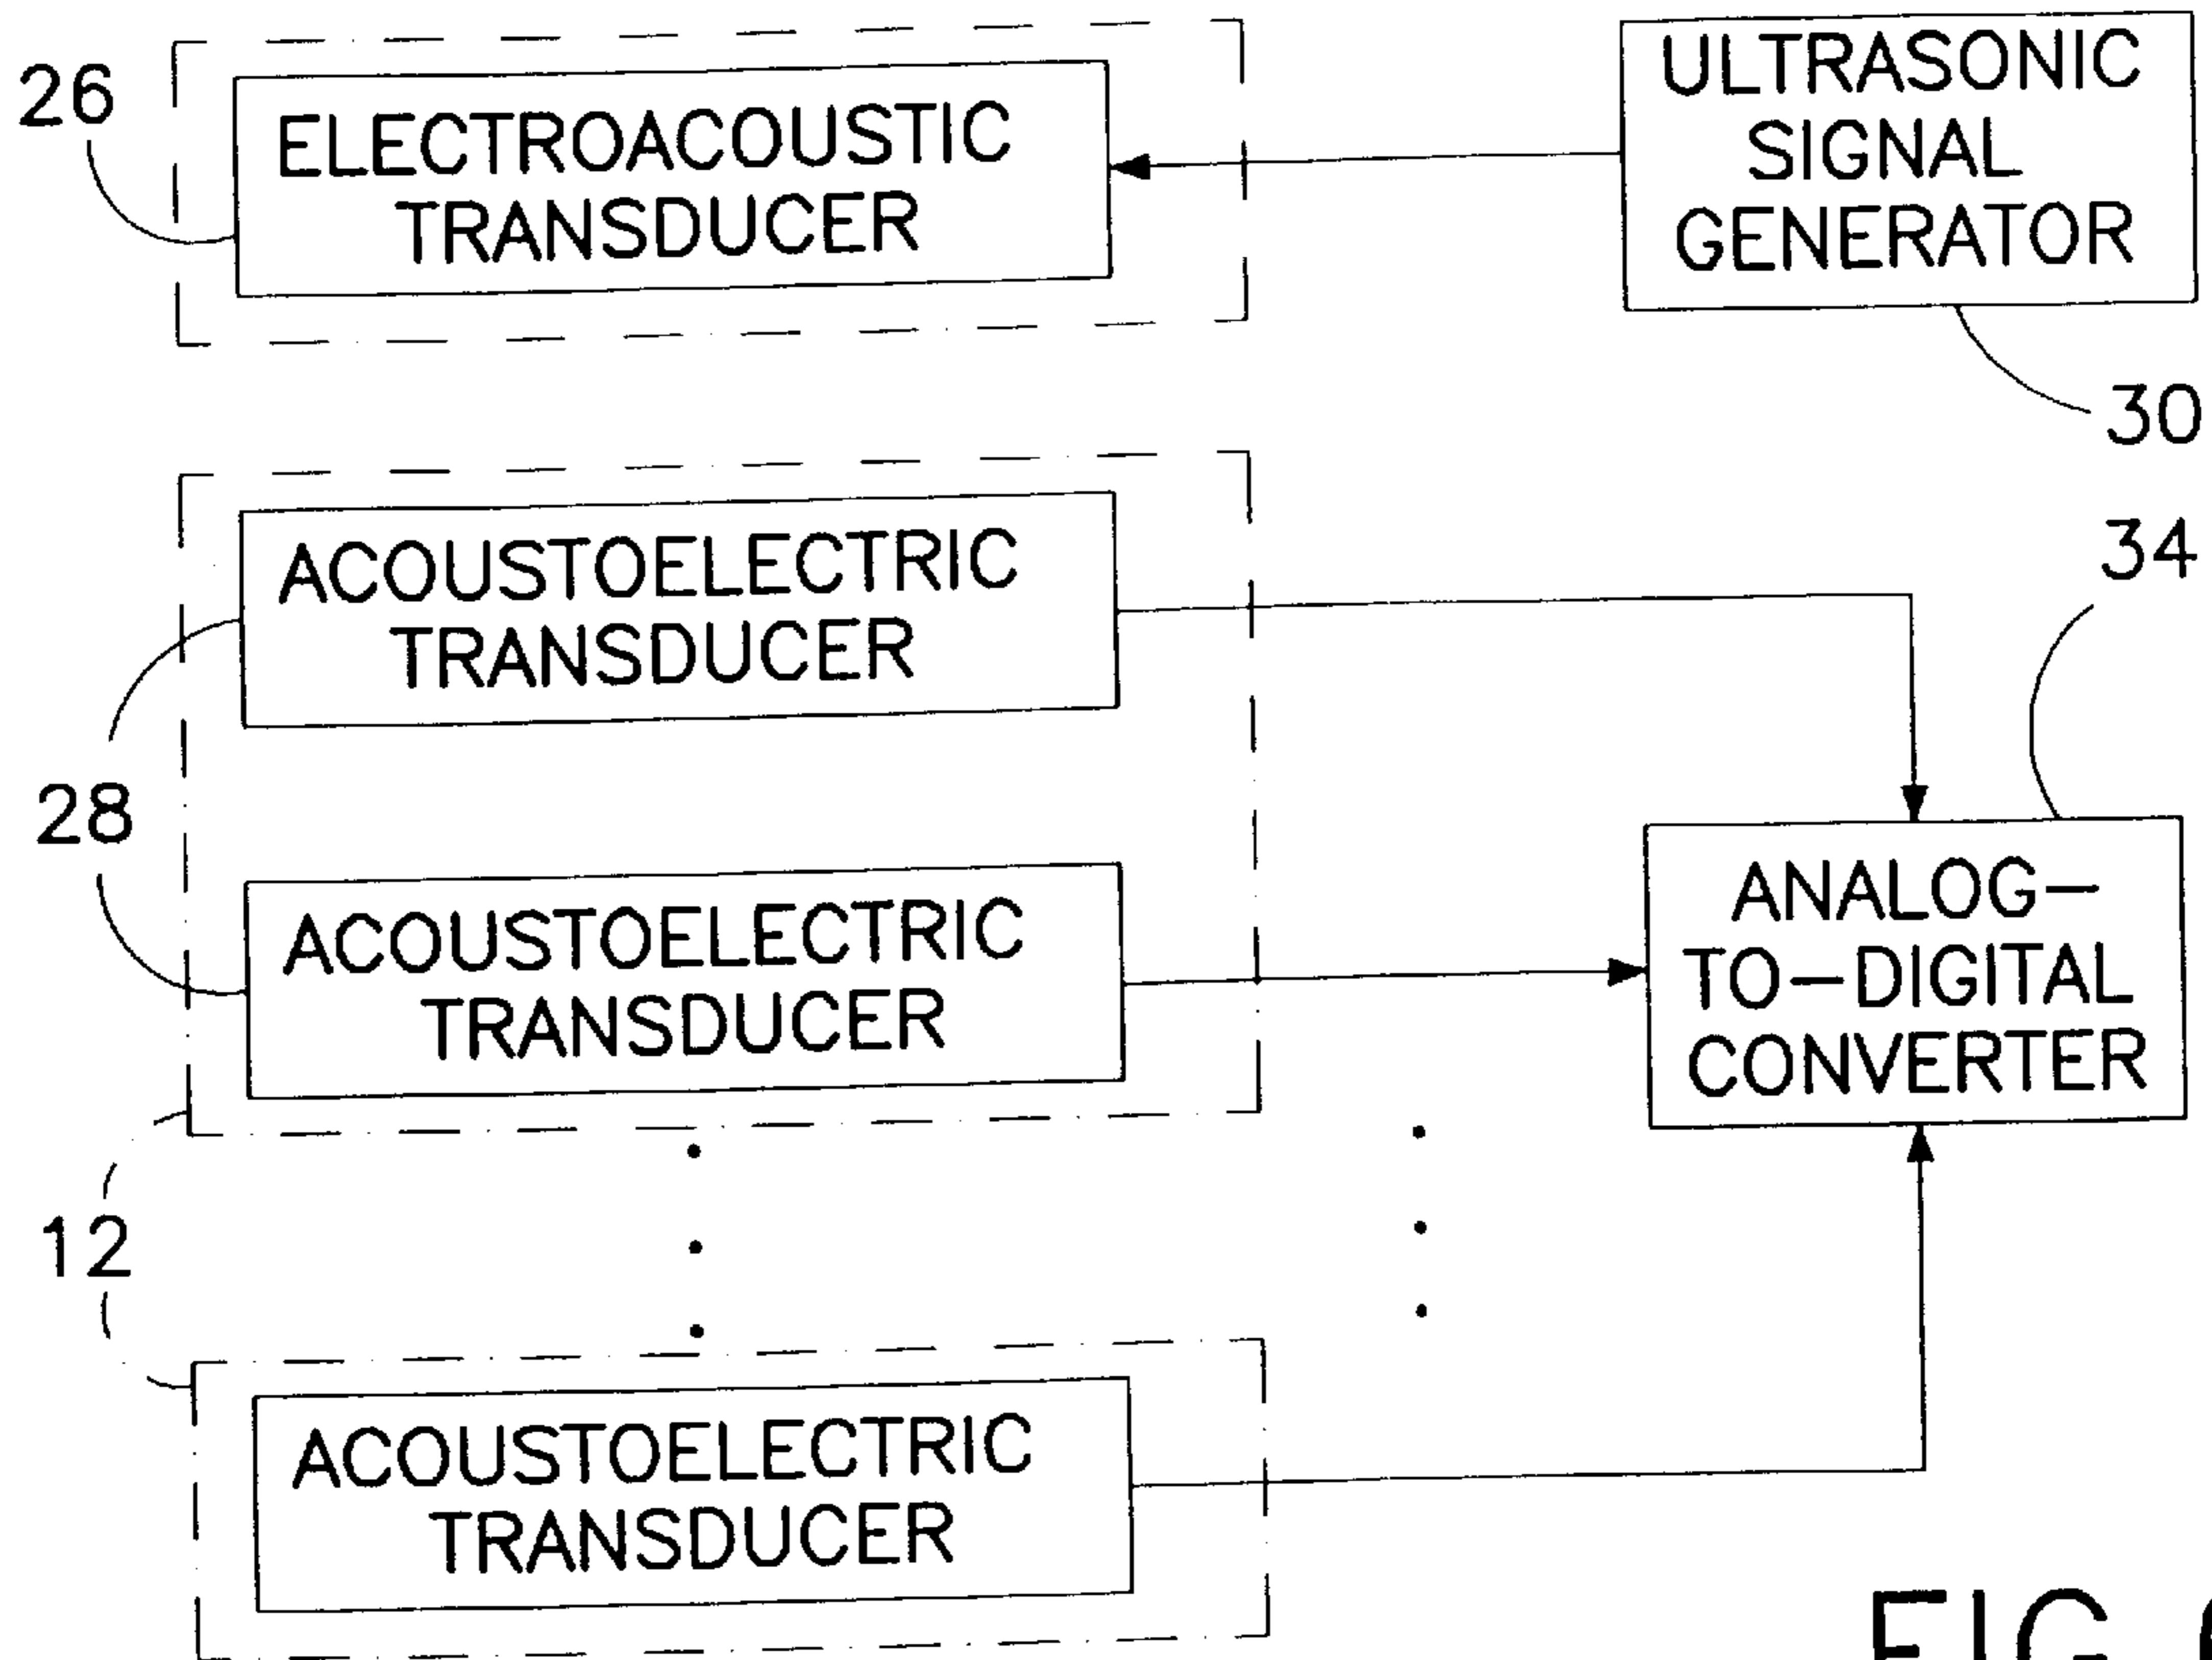 26
ELECTROACOUSTIC
TRANSDUCER
ULTRASONIC
SIGNAL
GENERATOR
30
ACOUSTOELECTRIC
TRANSDUCER
34
28
ACOUSTOELECTRIC
TRANSDUCER
ANALOG-
TO-DIGITAL
CONVERTER
12
ACOUSTOELECTRIC
TRANSDUCER
FIG